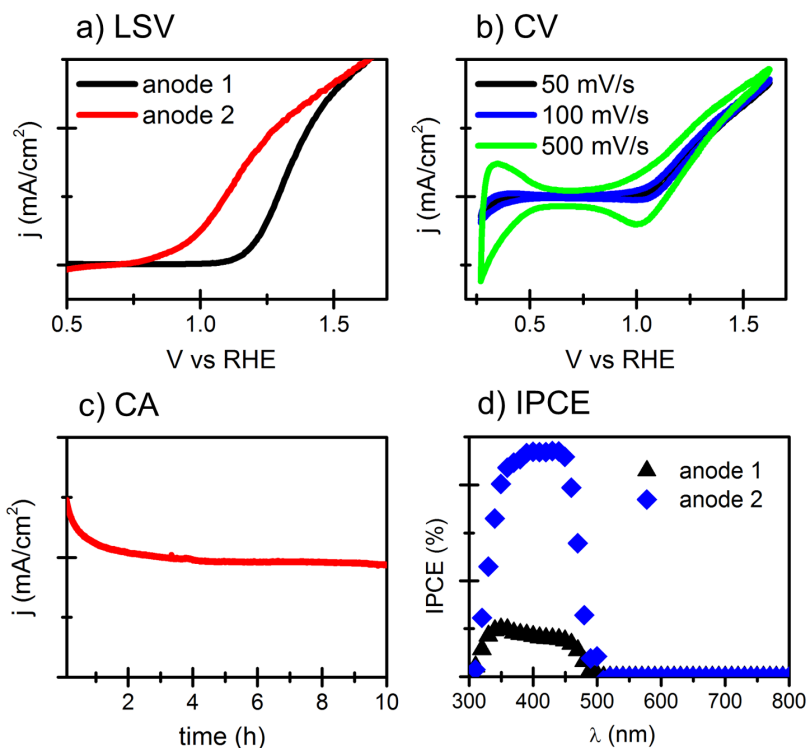 a) LSV
anode 1
anode 2
j (mA/cm²)
0.5 1.0 1.5
V vs RHE
b) CV
50 mV/s
100 mV/s
500 mV/s
j (mA/cm²)
0.5 1.0 1.5
V vs RHE
c) CA
j (mA/cm²)
2 4 6 8 10
time (h)
d) IPCE
anode 1
anode 2
IPCE (%)
300 400 500 600 700 800
λ (nm)